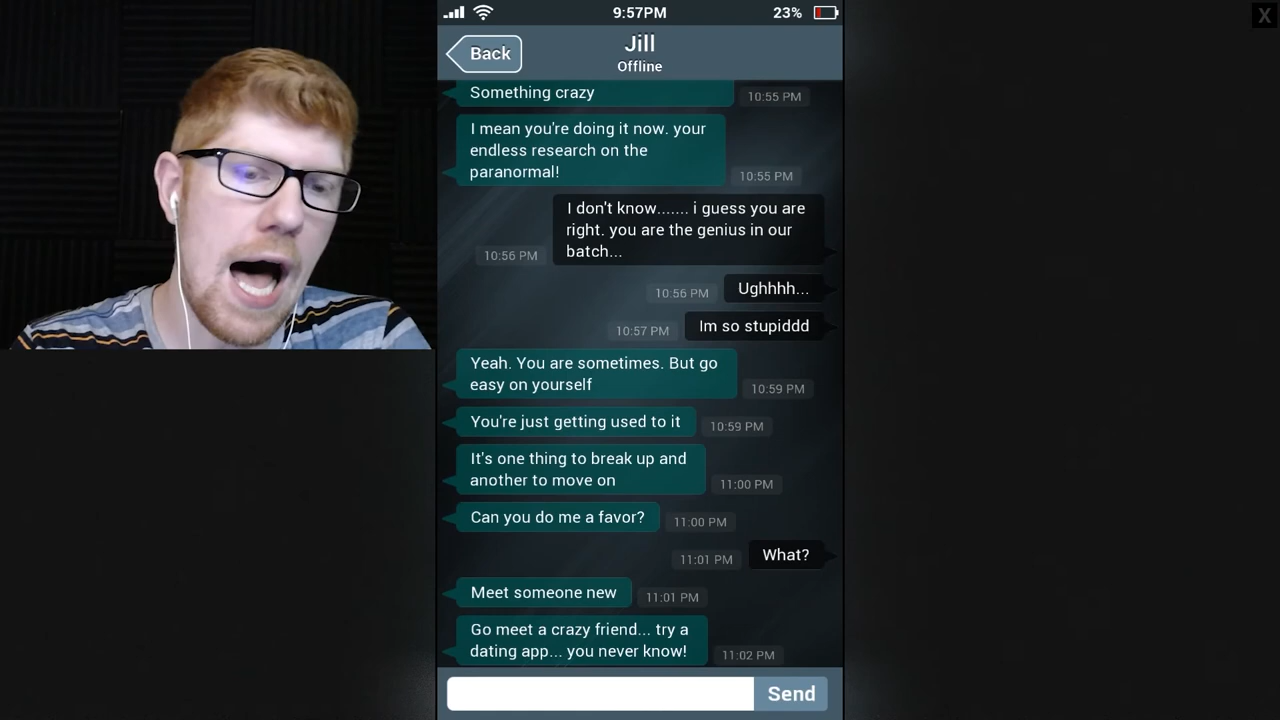 9:57PM
23%
X
Back
Jill
Offline
Something crazy
10:55 PM
I mean you're doing it now. your
endless research on the
paranormal!
10:55 PM
I don't know....... i guess you are
right. you are the genius in our
batch...
10:56 PM
Ughhhh...
10:56 PM
Im so stupiddd
10:57 PM
Yeah. You are sometimes. But go
easy on yourself
10:59 PM
You're just getting used to it
10:59 PM
It's one thing to break up and
another to move on
11:00 PM
Can you do me a favor?
11:00 PM
What?
11:01 PM
Meet someone new
11:01 PM
Go meet a crazy friend... try a
dating app... you never know!
11:02 PM
Send